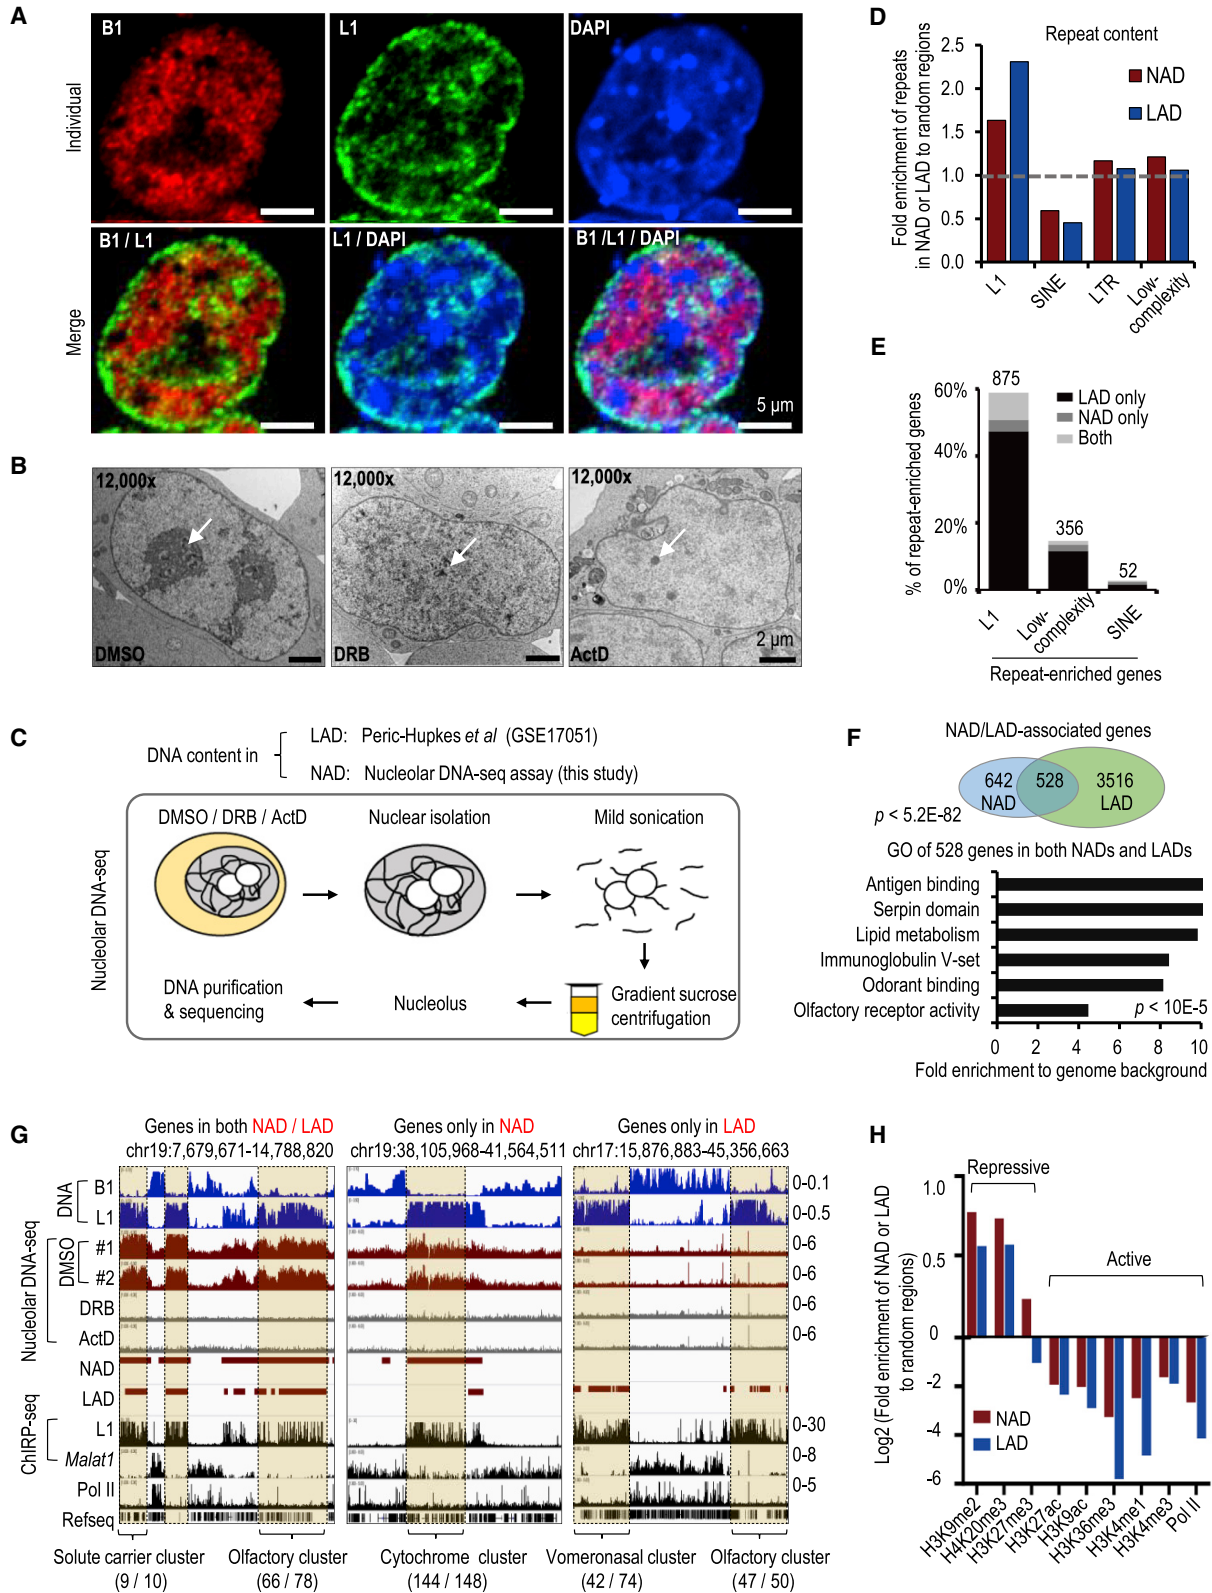 A
B1
L1
DAPI
Individual
B1 / L1
L1 / DAPI
B1 /L1 / DAPI
Merge
5 µm
B
12,000x
12,000x
12,000x
DMSO
DRB
ActD
2 µm
C
DNA content in
LAD: Peric-Hupkes et al (GSE17051)
NAD: Nucleolar DNA-seq assay (this study)
Nucleolar DNA-seq
DMSO / DRB / ActD
Nuclear isolation
Mild sonication
DNA purification
& sequencing
Nucleolus
Gradient sucrose
centrifugation
D
Repeat content
Fold enrichment of repeats
in NAD or LAD to random regions
2.5
2.0
1.5
1.0
0.5
0.0
NAD
LAD
L1
SINE
LTR
Low-
complexity
E
% of repeat-enriched genes
60%
40%
20%
0%
875
356
52
LAD only
NAD only
Both
L1
Low-
complexity
SINE
Repeat-enriched genes
F
NAD/LAD-associated genes
642
NAD
528
3516
LAD
p < 5.2E-82
GO of 528 genes in both NADs and LADs
Antigen binding
Serpin domain
Lipid metabolism
Immunoglobulin V-set
Odorant binding
Olfactory receptor activity
p < 10E-5
0 2 4 6 8 10
Fold enrichment to genome background
G
Genes in both NAD / LAD
chr19:7,679,671-14,788,820
Genes only in NAD
chr19:38,105,968-41,564,511
Genes only in LAD
chr17:15,876,883-45,356,663
DNA
B1
0-0.1
L1
0-0.5
Nucleolar DNA-seq
DMSO
#1
0-6
#2
0-6
DRB
0-6
ActD
0-6
NAD
LAD
ChIRP-seq
L1
0-30
Malat1
0-8
Pol II
0-5
Refseq
Solute carrier cluster
(9 / 10)
Olfactory cluster
(66 / 78)
Cytochrome cluster
(144 / 148)
Vomeronasal cluster
(42 / 74)
Olfactory cluster
(47 / 50)
H
Log2 (Fold enrichment of NAD or LAD
to random regions)
1.0
0.5
0
-2
-4
-6
Repressive
Active
NAD
LAD
H3K9me2
H4K20me3
H3K27me3
H3K27ac
H3K9ac
H3K36me3
H3K4me1
H3K4me3
Pol II